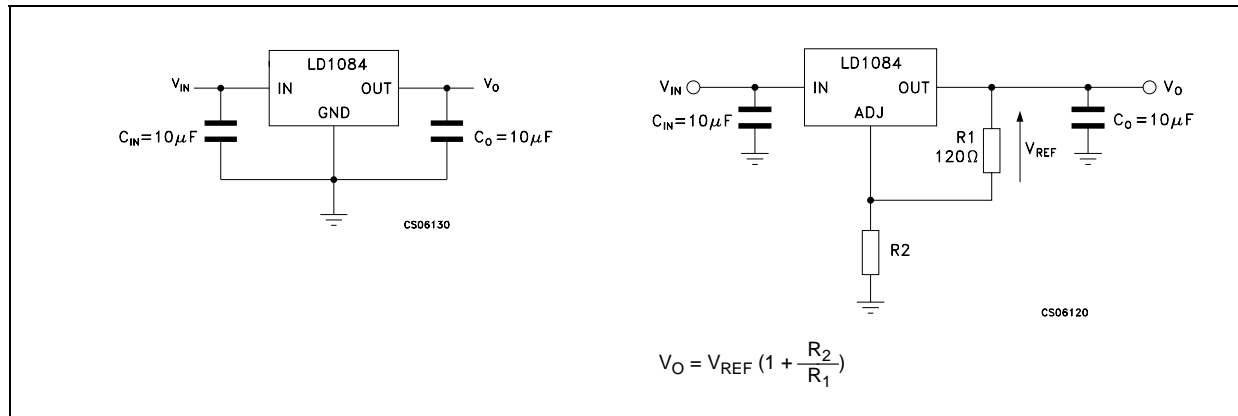 LD1084
V_IN
IN
OUT
V_O
GND
C_IN=10μF
C_O=10μF
CS06130
LD1084
V_IN
IN
OUT
V_O
ADJ
C_IN=10μF
R1
120Ω
V_REF
C_O=10μF
R2
CS06120
V_O = V_REF (1 + R_2/R_1)